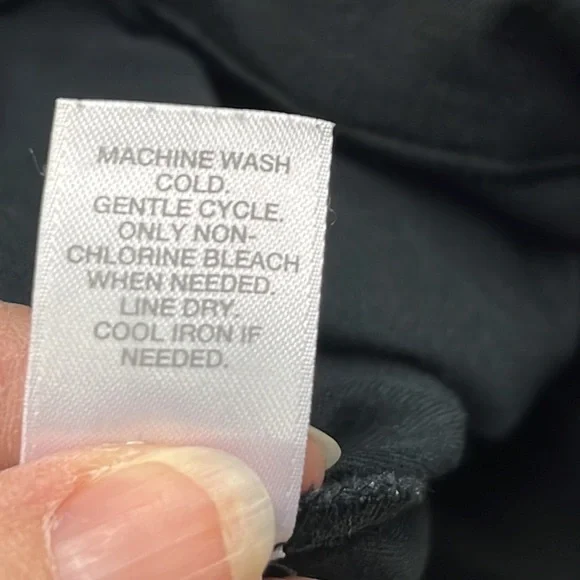 MACHINE WASH
COLD.
GENTLE CYCLE.
ONLY NON-
CHLORINE BLEACH
WHEN NEEDED.
LINE DRY.
COOL IRON IF
NEEDED.